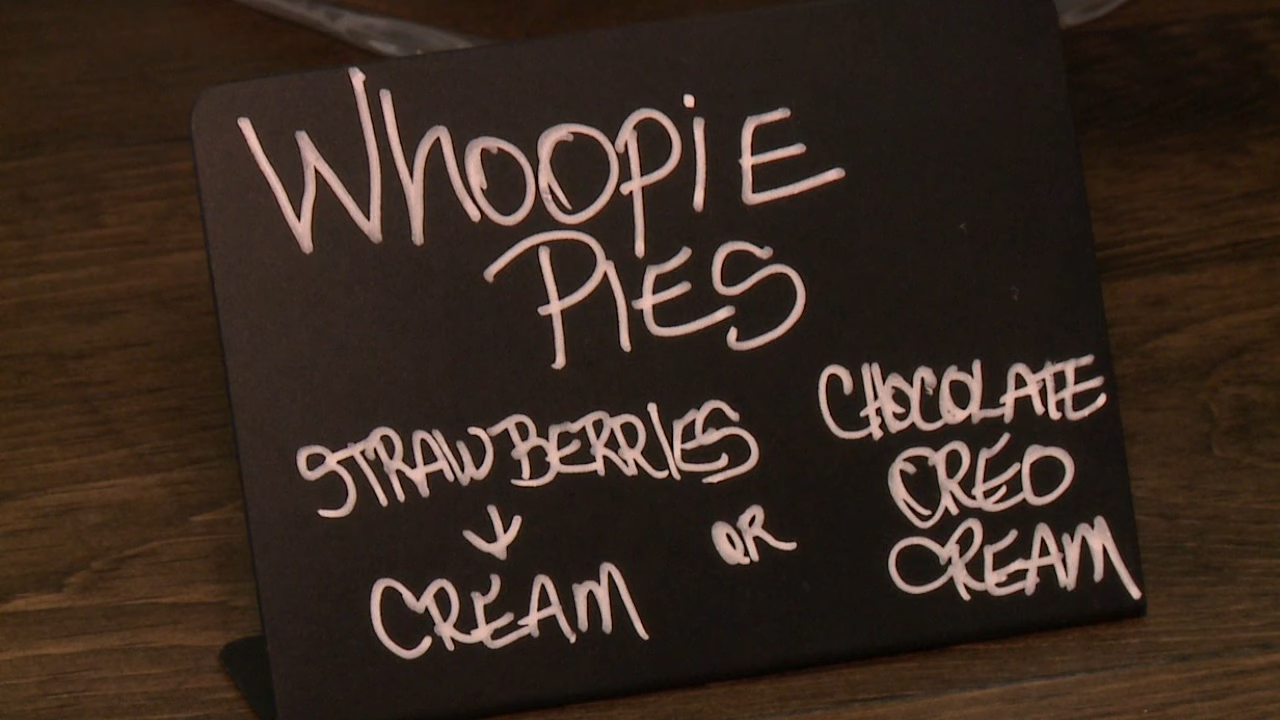 Whoopie
Pies
STRAWBERRIES
↓
CREAM
OR
CHOCOLATE
OREO
CREAM